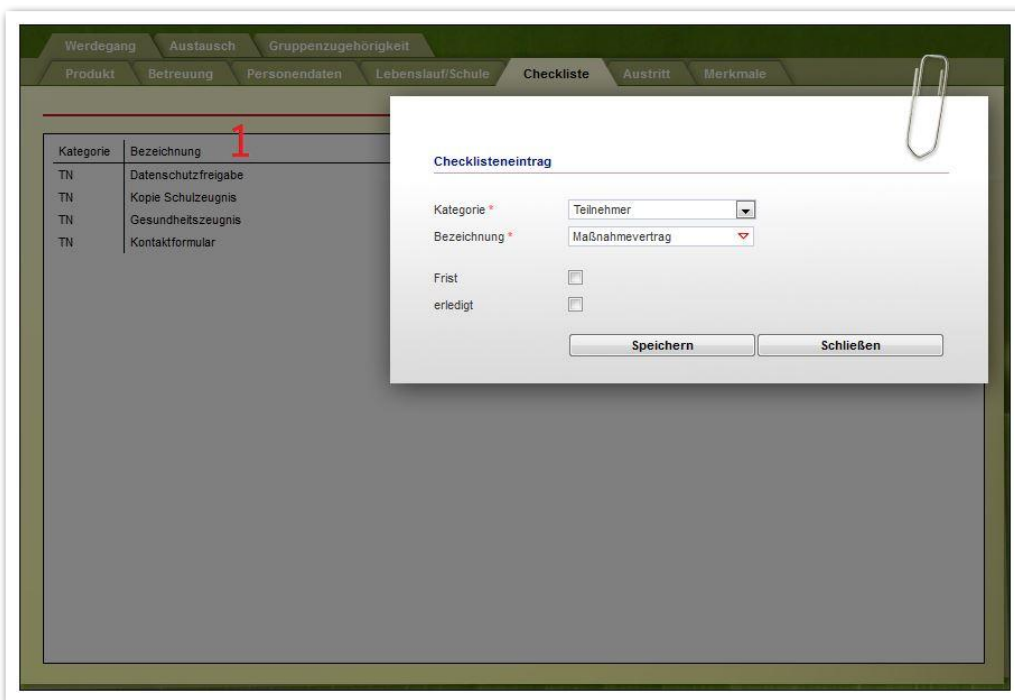 Werdegang Austausch Gruppenzugehörigkeit
Produkt Betreuung Personendaten Lebenslauf/Schule Checkliste Austritt Merkmale
1
Kategorie Bezeichnung
TN Datenschutzfreigabe
TN Kopie Schulzeugnis
TN Gesundheitszeugnis
TN Kontaktformular
Checklisteneintrag
Kategorie * Teilnehmer
Bezeichnung * Maßnahmevertrag
Frist
erledigt
Speichern Schließen